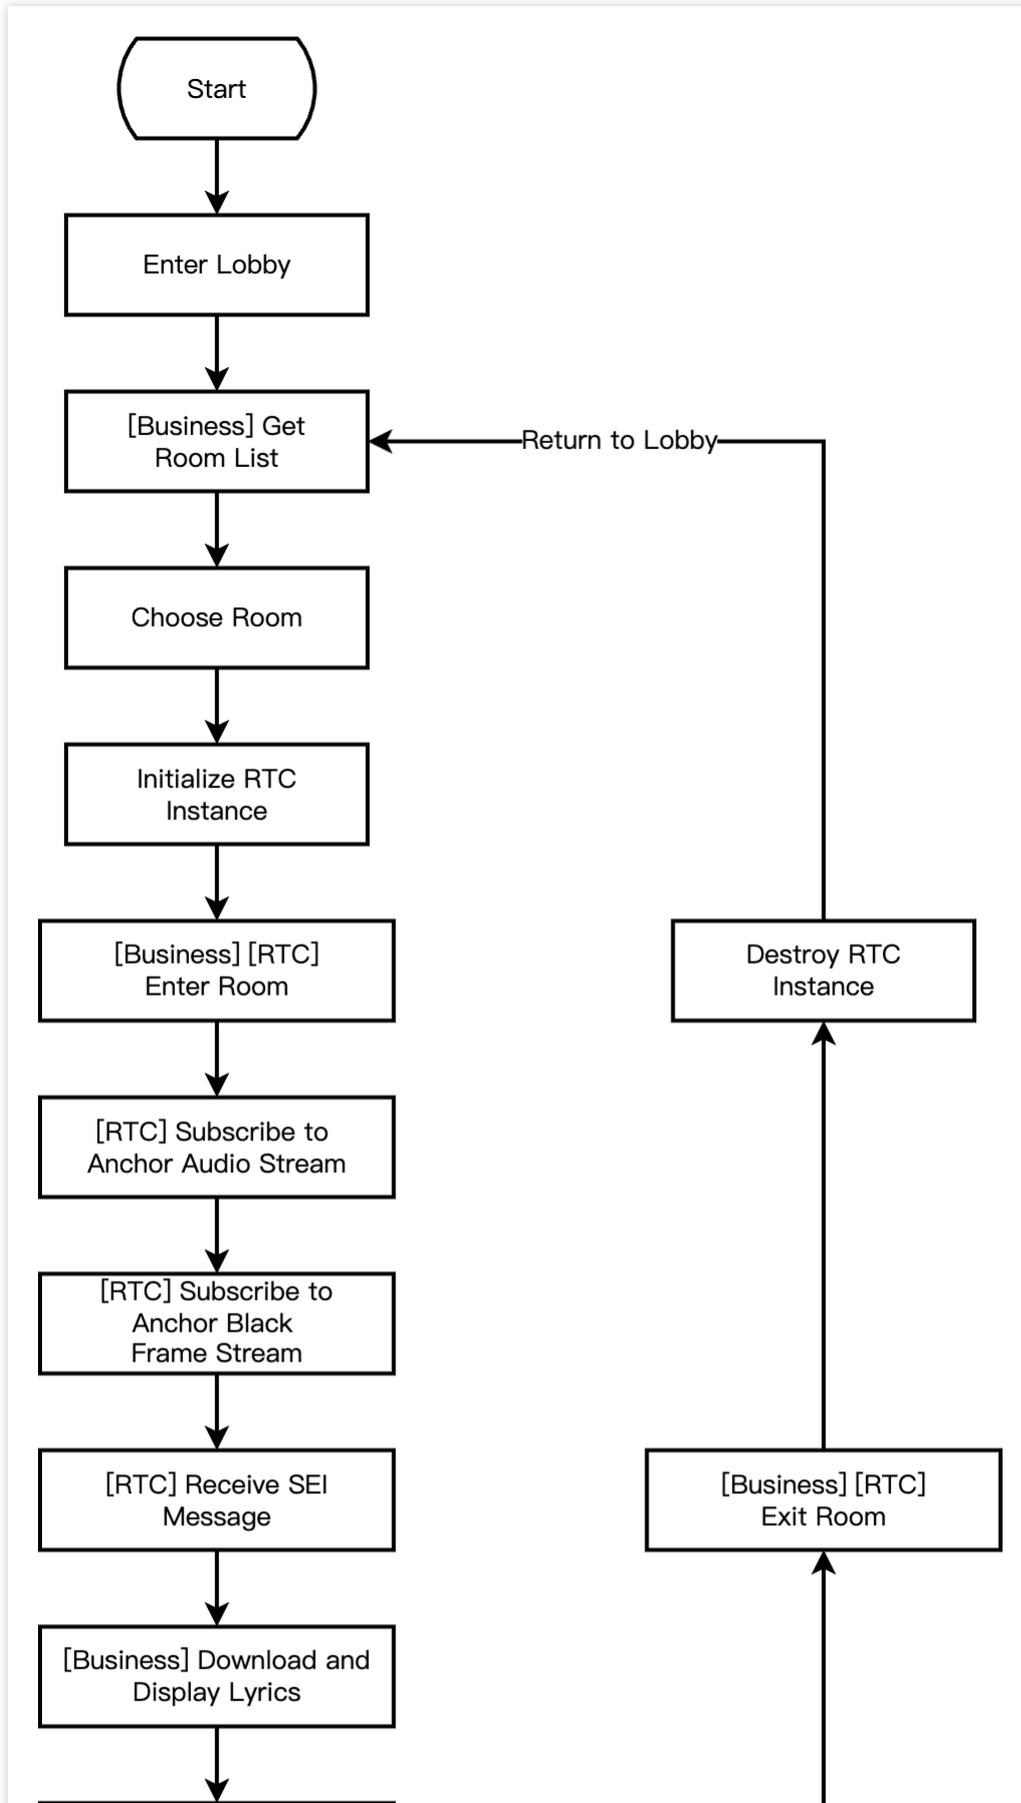 Start
Enter Lobby
[Business] Get
Room List
Return to Lobby
Choose Room
Initialize RTC
Instance
[Business] [RTC]
Enter Room
Destroy RTC
Instance
[RTC] Subscribe to
Anchor Audio Stream
[RTC] Subscribe to
Anchor Black
Frame Stream
[RTC] Receive SEI
Message
[Business] [RTC]
Exit Room
[Business] Download and
Display Lyrics